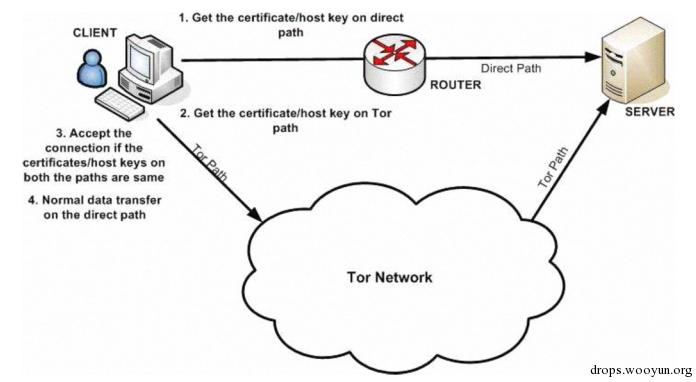 1. Get the certificate/host key on direct
path
CLIENT
Direct Path
ROUTER
SERVER
2. Get the certificate/host key on Tor
path
3. Accept the
connection if the
certificates/host keys on
both the paths are same
4. Normal data transfer
on the direct path
Tor Path
Tor Path
Tor Network
drops.wooyun.org